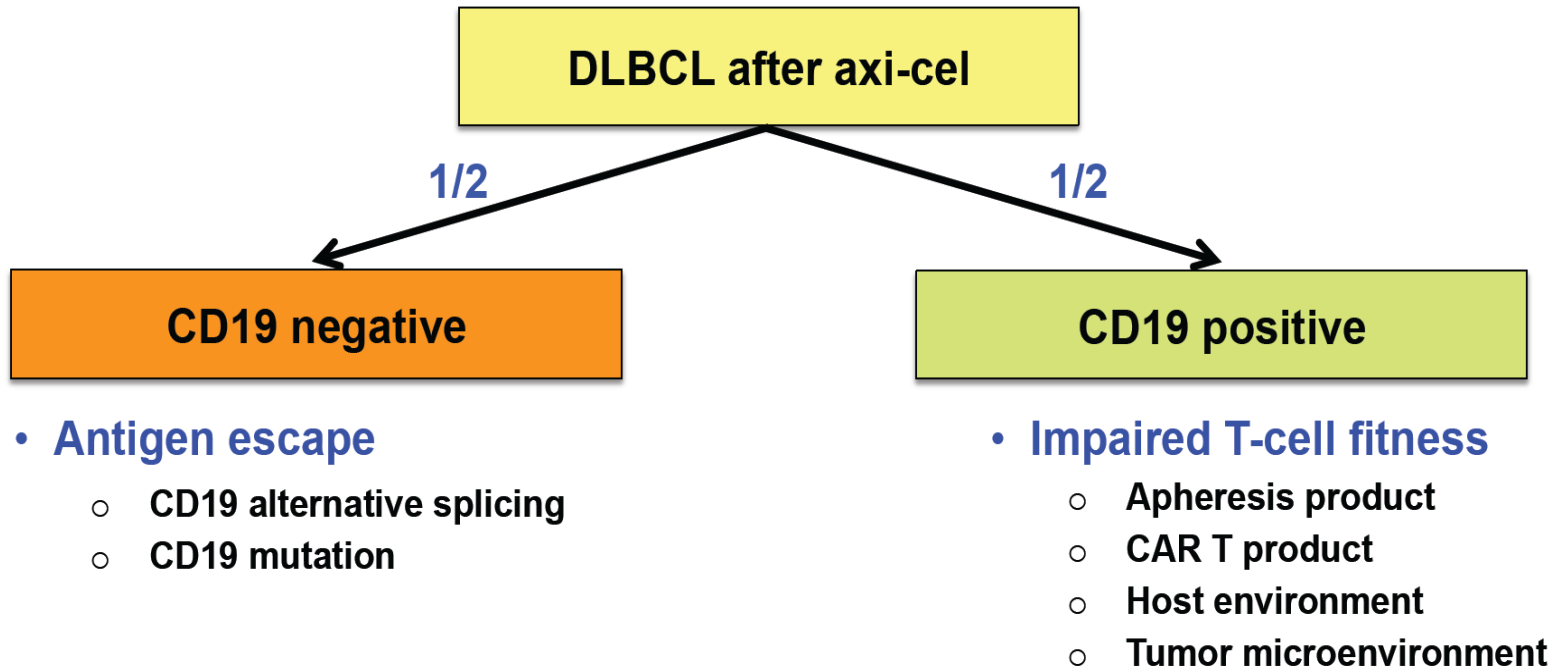 DLBCL after axi-cel
1/2
1/2
CD19 negative
CD19 positive
• Antigen escape
o CD19 alternative splicing
o CD19 mutation
• Impaired T-cell fitness
o Apheresis product
o CAR T product
o Host environment
o Tumor microenvironment